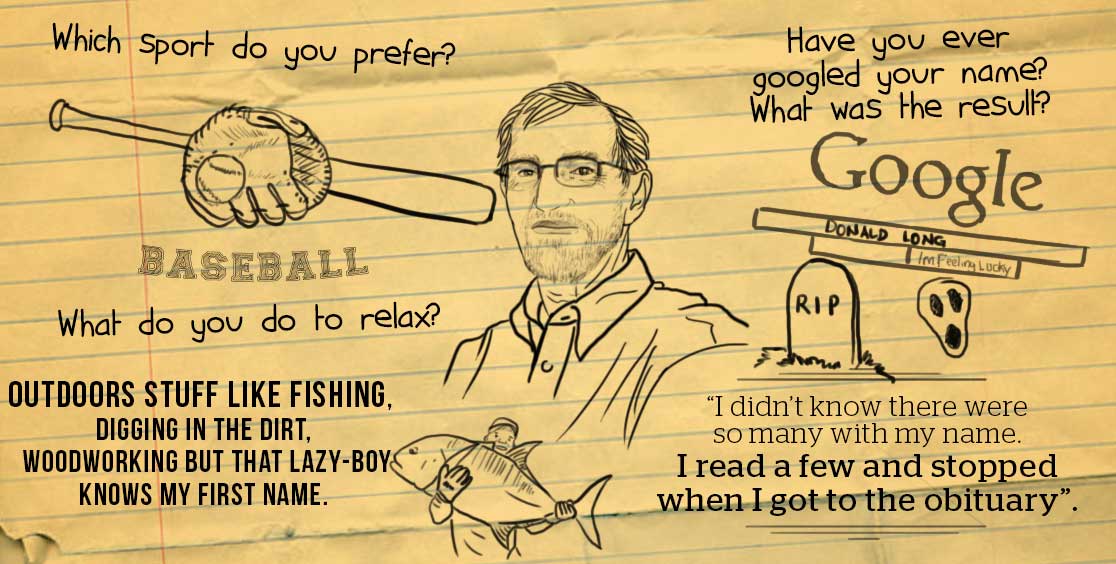 Which sport do you prefer?
BASEBALL
What do you do to relax?
OUTDOORS STUFF LIKE FISHING,
DIGGING IN THE DIRT,
WOODWORKING BUT THAT LAZY-BOY
KNOWS MY FIRST NAME.
Have you ever
googled your name?
What was the result?
Google
DONALD LONG
I'm Feeling Lucky
RIP
“I didn’t know there were
so many with my name.
I read a few and stopped
when I got to the obituary”.